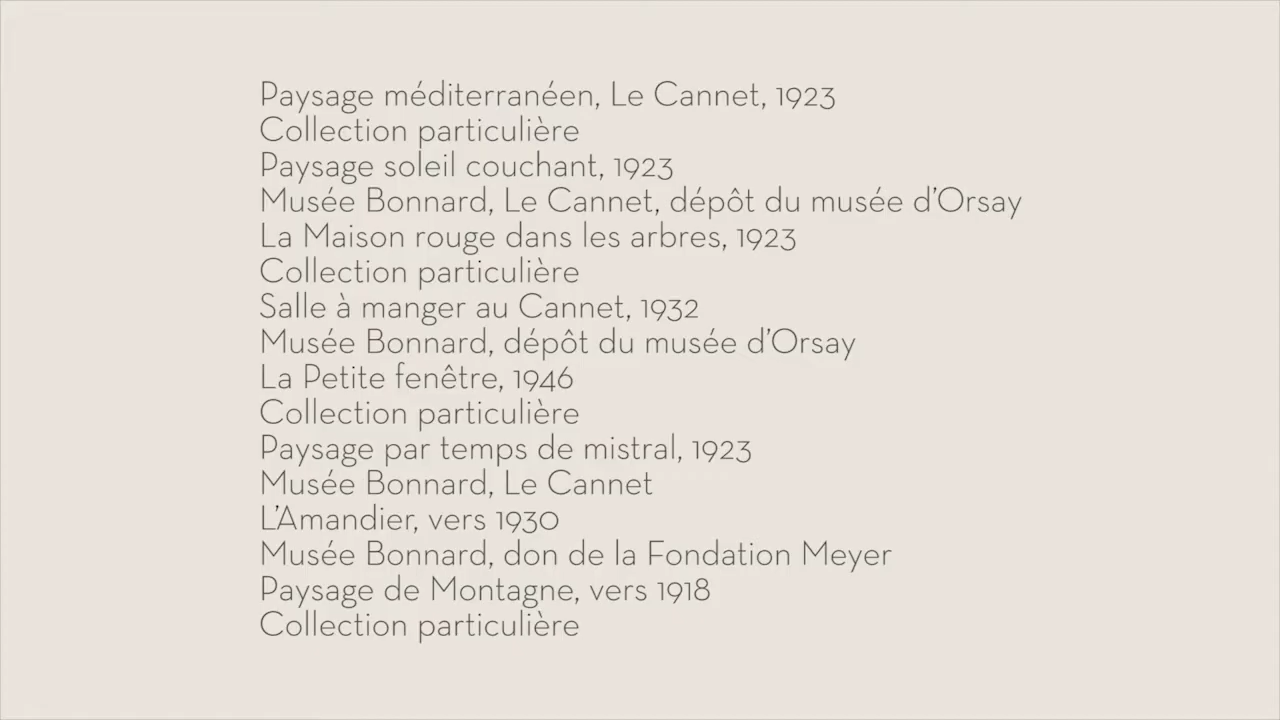 Paysage méditerranéen, Le Cannet, 1923
Collection particulière
Paysage soleil couchant, 1923
Musée Bonnard, Le Cannet, dépôt du musée d’Orsay
La Maison rouge dans les arbres, 1923
Collection particulière
Salle à manger au Cannet, 1932
Musée Bonnard, dépôt du musée d’Orsay
La Petite fenêtre, 1946
Collection particulière
Paysage par temps de mistral, 1923
Musée Bonnard, Le Cannet
L’Amandier, vers 1930
Musée Bonnard, don de la Fondation Meyer
Paysage de Montagne, vers 1918
Collection particulière